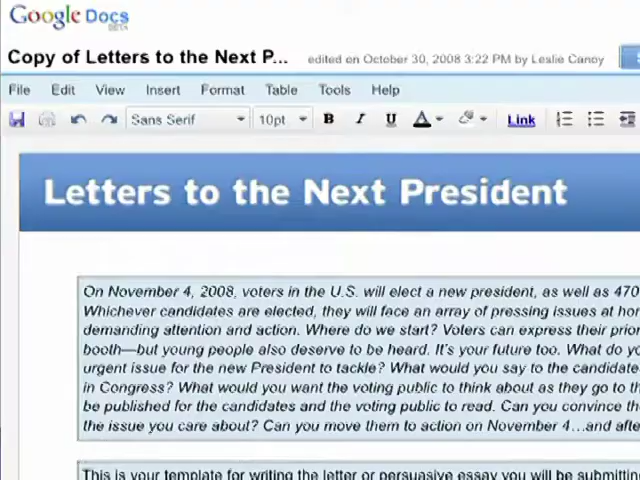 Google Docs
BETA
Copy of Letters to the Next P... edited on October 30, 2008 3:22 PM by Leslie Canoy
File Edit View Insert Format Table Tools Help
Sans Serif 10pt B I U A Link
Letters to the Next President
On November 4, 2008, voters in the U.S. will elect a new president, as well as 470
Whichever candidates are elected, they will face an array of pressing issues at hom
demanding attention and action. Where do we start? Voters can express their prior
booth—but young people also deserve to be heard. It's your future too. What do yo
urgent issue for the new President to tackle? What would you say to the candidate
in Congress? What would you want the voting public to think about as they go to th
be published for the candidates and the voting public to read. Can you convince the
the issue you care about? Can you move them to action on November 4…and afte
This is your template for writing the letter or persuasive essay you will be submittin